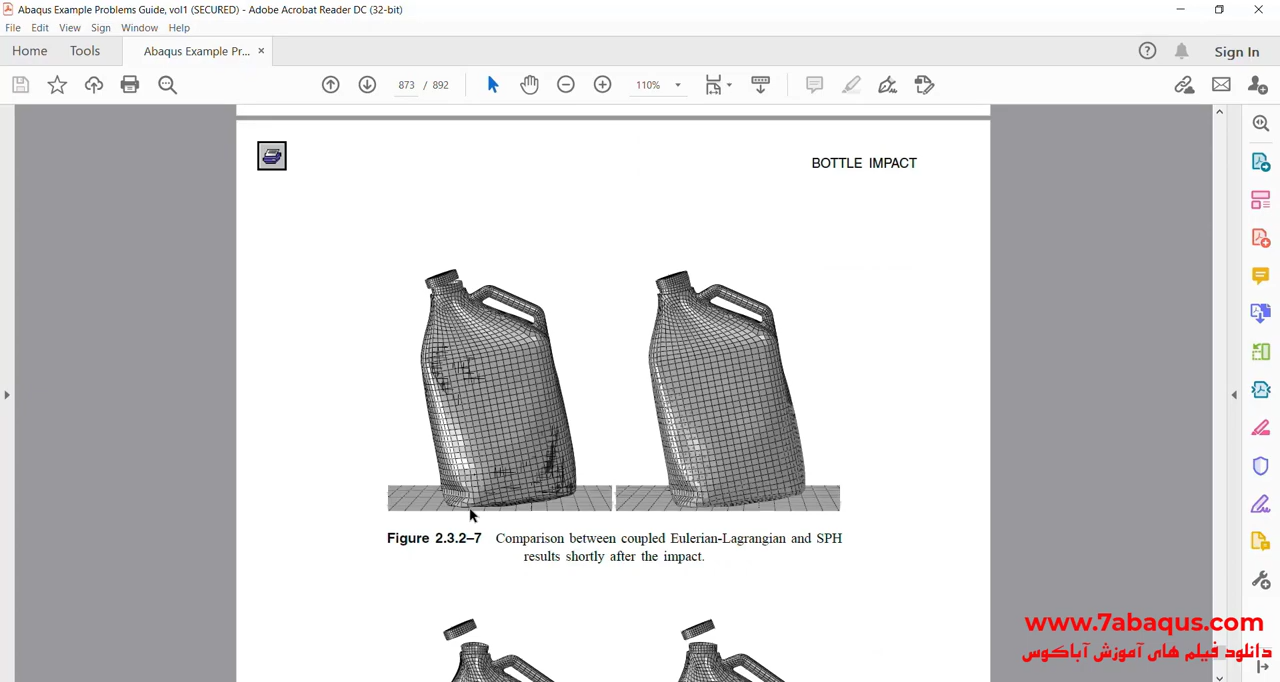 Abaqus Example Problems Guide, vol1 (SECURED) - Adobe Acrobat Reader DC (32-bit)
File Edit View Sign Window Help
Home Tools Abaqus Example Pr... × Sign In
873 / 892 110%
BOTTLE IMPACT
Figure 2.3.2–7 Comparison between coupled Eulerian-Lagrangian and SPH
results shortly after the impact.
www.7abaqus.com
دانلود فیلم های آموزش آباکوس